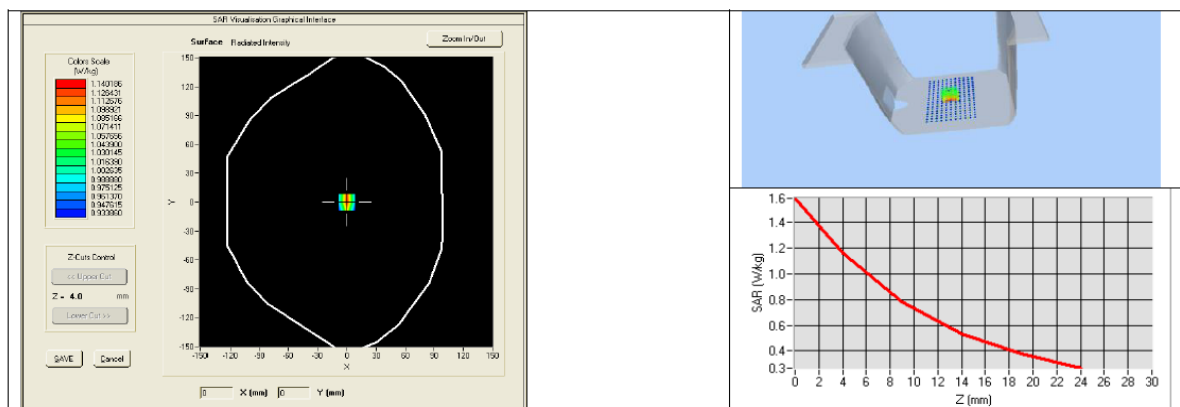 SAR Visualisation Graphical Interface
Surface Radiated Intensity
Zoom In/Out
Colors Scale
(W/kg)
1.140186
1.126431
1.112676
1.098921
1.085166
1.071411
1.057656
1.043900
1.030145
1.016390
1.002635
0.988880
0.975125
0.961370
0.947615
0.933860
Z-Cuts Control
<< Upper Cut
Z = 4.0 mm
Lower Cut >>
SAVE
Cancel
150
120
90
60
30
0
-30
-60
-90
-120
-150
Y
-150 -120 -90 -60 -30 0 30 60 90 120 150
X
0 X (mm) 0 Y (mm)
1.6
1.4
1.2
1.0
0.8
0.6
0.4
0.3
SAR (W/kg)
0 2 4 6 8 10 12 14 16 18 20 22 24 26 28 30
Z (mm)